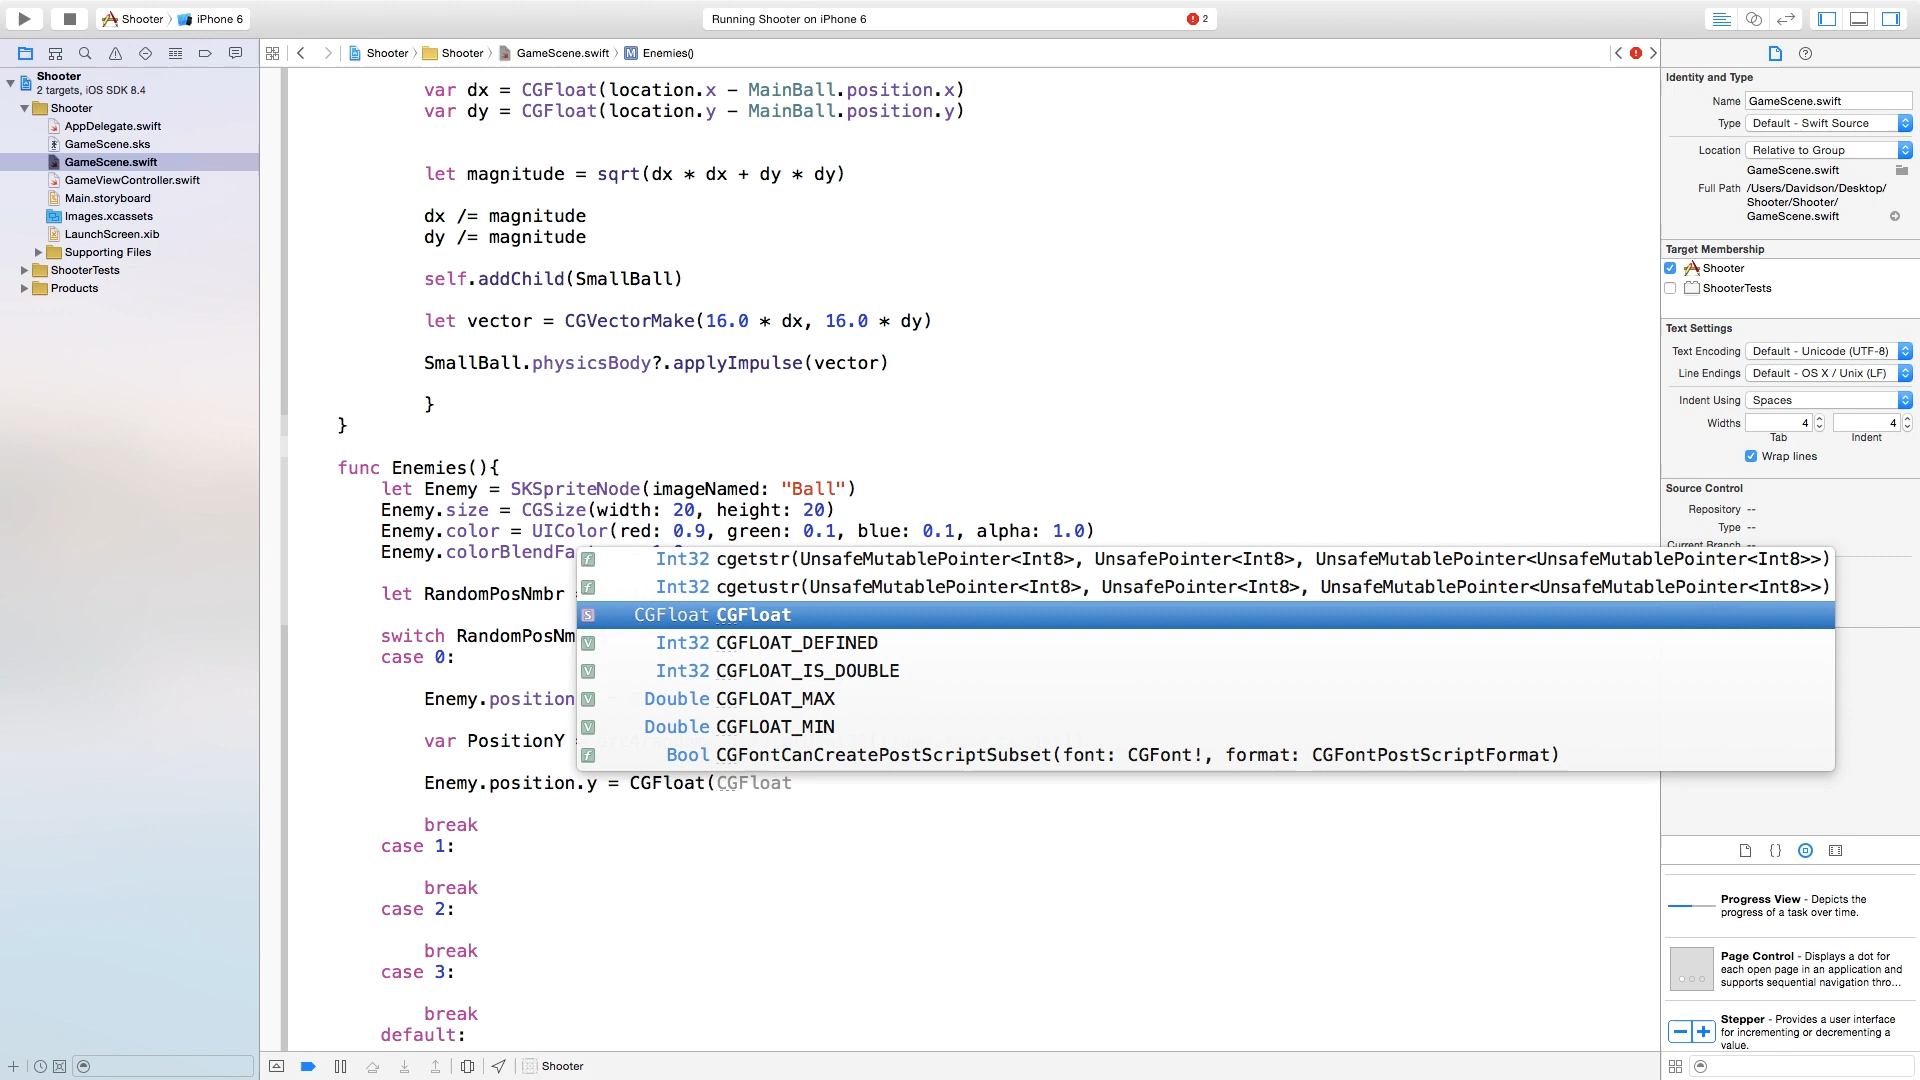 Shooter
iPhone 6
Running Shooter on iPhone 6
2
Shooter
Shooter
GameScene.swift
M
Enemies()
Shooter
2 targets, iOS SDK 8.4
Shooter
AppDelegate.swift
GameScene.sks
GameScene.swift
GameViewController.swift
Main.storyboard
Images.xcassets
LaunchScreen.xib
Supporting Files
ShooterTests
Products
var dx = CGFloat(location.x - MainBall.position.x)
var dy = CGFloat(location.y - MainBall.position.y)
let magnitude = sqrt(dx * dx + dy * dy)
dx /= magnitude
dy /= magnitude
self.addChild(SmallBall)
let vector = CGVectorMake(16.0 * dx, 16.0 * dy)
SmallBall.physicsBody?.applyImpulse(vector)
}
}
func Enemies(){
let Enemy = SKSpriteNode(imageNamed: "Ball")
Enemy.size = CGSize(width: 20, height: 20)
Enemy.color = UIColor(red: 0.9, green: 0.1, blue: 0.1, alpha: 1.0)
Enemy.colorBlendFa
let RandomPosNmbr
switch RandomPosNm
case 0:
Enemy.position
var PositionY
Enemy.position.y = CGFloat(CGFloat
break
case 1:
break
case 2:
break
case 3:
break
default:
f Int32 cgetstr(UnsafeMutablePointer<Int8>, UnsafePointer<Int8>, UnsafeMutablePointer<UnsafeMutablePointer<Int8>>)
f Int32 cgetustr(UnsafeMutablePointer<Int8>, UnsafePointer<Int8>, UnsafeMutablePointer<UnsafeMutablePointer<Int8>>)
S CGFloat CGFloat
V Int32 CGFLOAT_DEFINED
V Int32 CGFLOAT_IS_DOUBLE
V Double CGFLOAT_MAX
V Double CGFLOAT_MIN
f Bool CGFontCanCreatePostScriptSubset(font: CGFont!, format: CGFontPostScriptFormat)
Shooter
Identity and Type
Name GameScene.swift
Type Default - Swift Source
Location Relative to Group
GameScene.swift
Full Path /Users/Davidson/Desktop/
Shooter/Shooter/
GameScene.swift
Target Membership
Shooter
ShooterTests
Text Settings
Text Encoding Default - Unicode (UTF-8)
Line Endings Default - OS X / Unix (LF)
Indent Using Spaces
Widths 4 4
Tab Indent
Wrap lines
Source Control
Repository --
Type --
Current Branch --
{}
Progress View - Depicts the
progress of a task over time.
Page Control - Displays a dot for
each open page in an application and
supports sequential navigation thro...
Stepper - Provides a user interface
for incrementing or decrementing a
value.